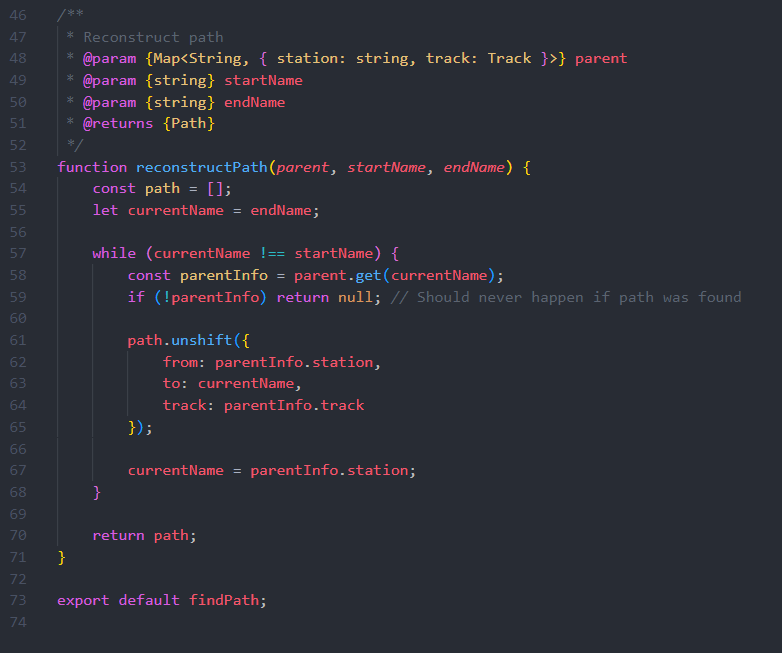 46 /**
47  * Reconstruct path
48  * @param {Map<String, { station: string, track: Track }>} parent
49  * @param {string} startName
50  * @param {string} endName
51  * @returns {Path}
52  */
53 function reconstructPath(parent, startName, endName) {
54     const path = [];
55     let currentName = endName;
56
57     while (currentName !== startName) {
58         const parentInfo = parent.get(currentName);
59         if (!parentInfo) return null; // Should never happen if path was found
60
61         path.unshift({
62             from: parentInfo.station,
63             to: currentName,
64             track: parentInfo.track
65         });
66
67         currentName = parentInfo.station;
68     }
69
70     return path;
71 }
72
73 export default findPath;
74